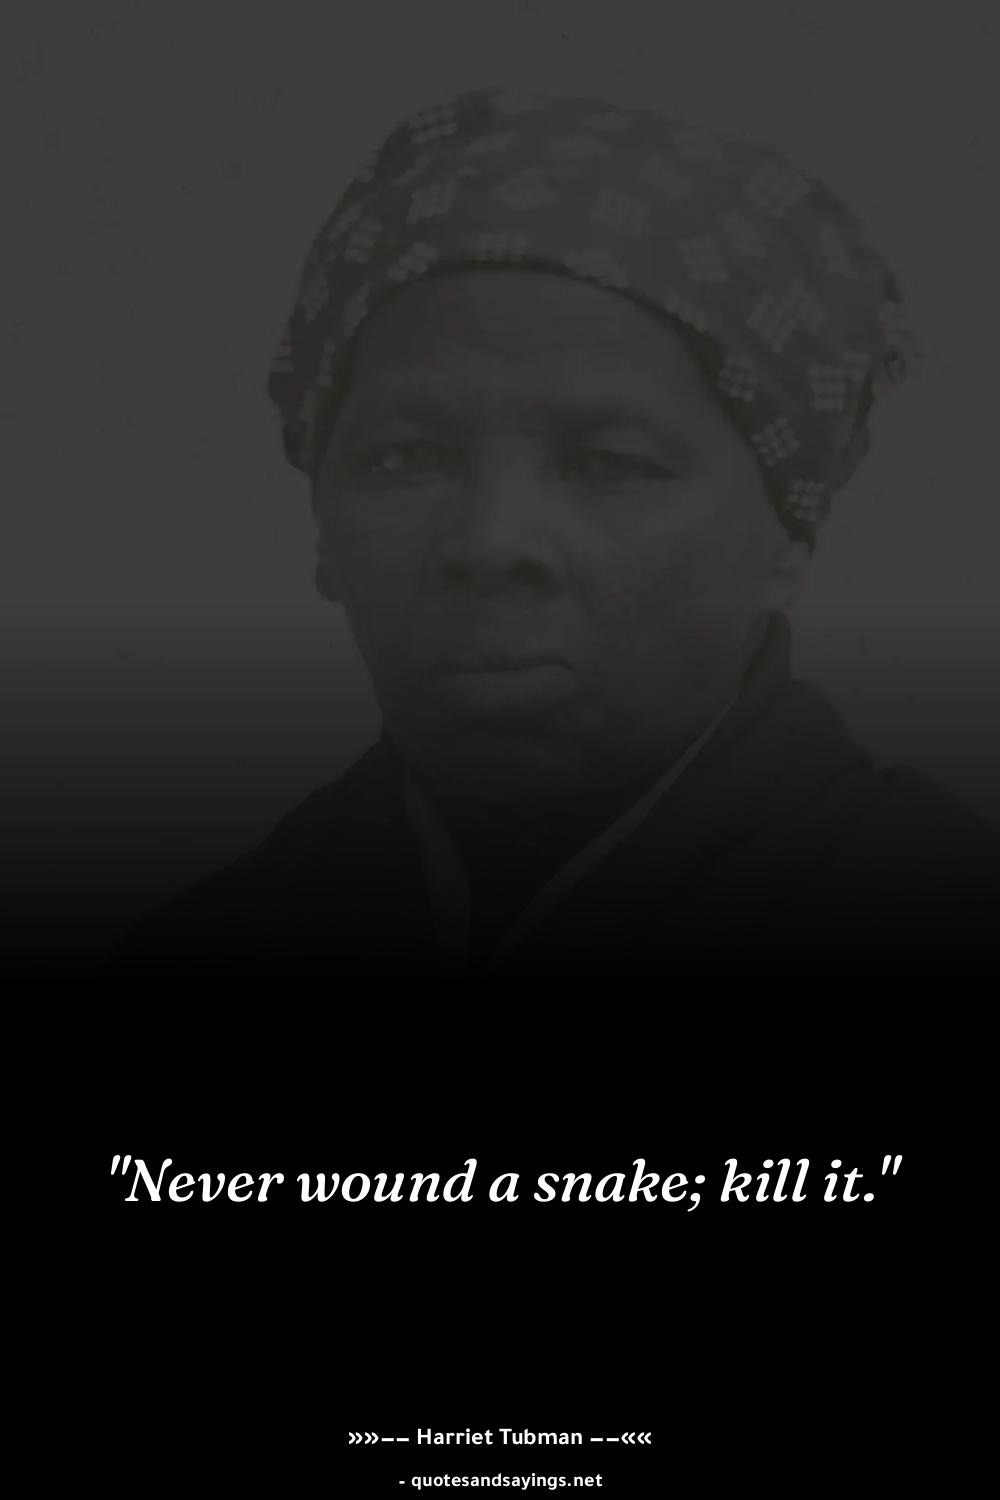 "Never wound a snake; kill it."
»»−− Harriet Tubman −−««
- quotesandsayings.net